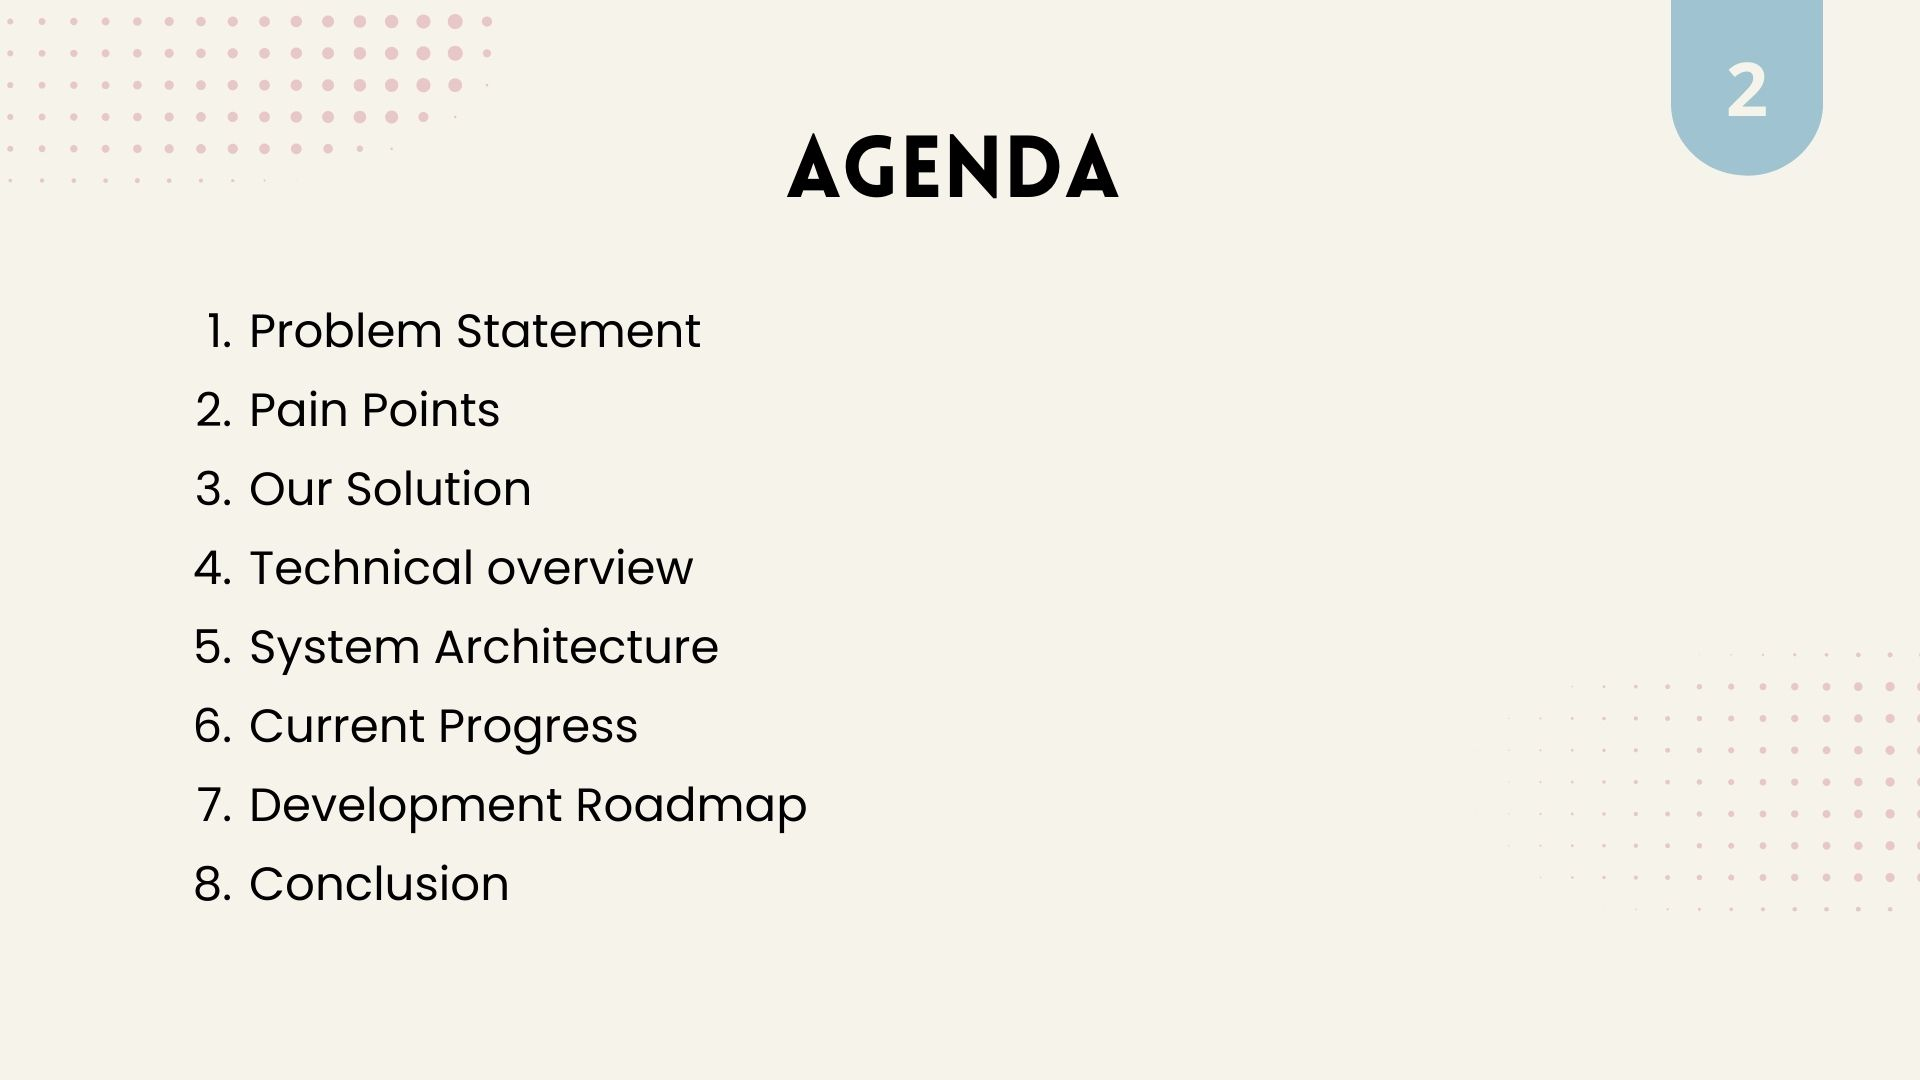 2
AGENDA
1. Problem Statement
2. Pain Points
3. Our Solution
4. Technical overview
5. System Architecture
6. Current Progress
7. Development Roadmap
8. Conclusion